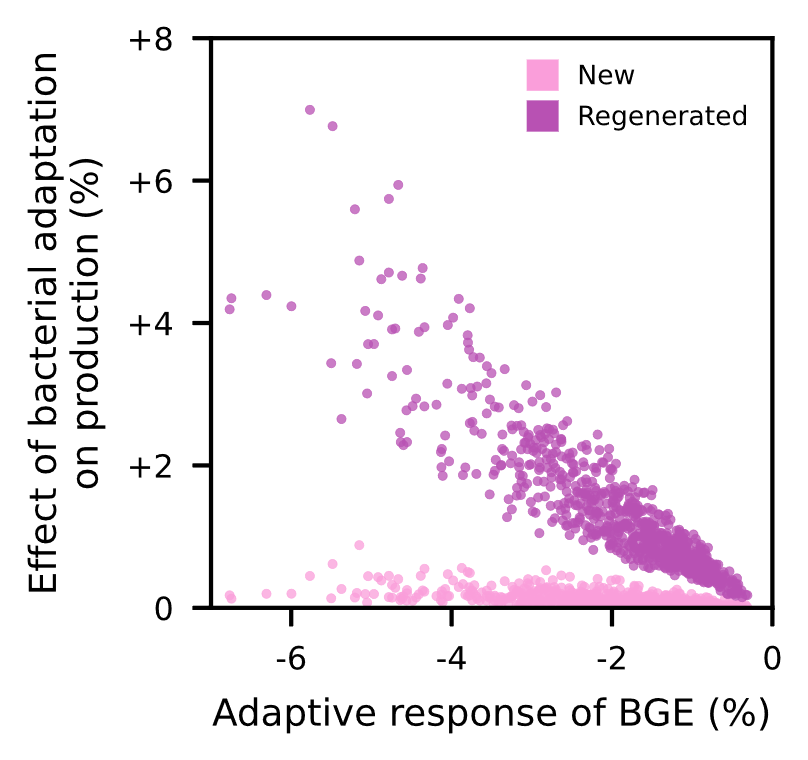 +8
+6
+4
+2
0
Effect of bacterial adaptation
on production (%)
New
Regenerated
-6
-4
-2
0
Adaptive response of BGE (%)